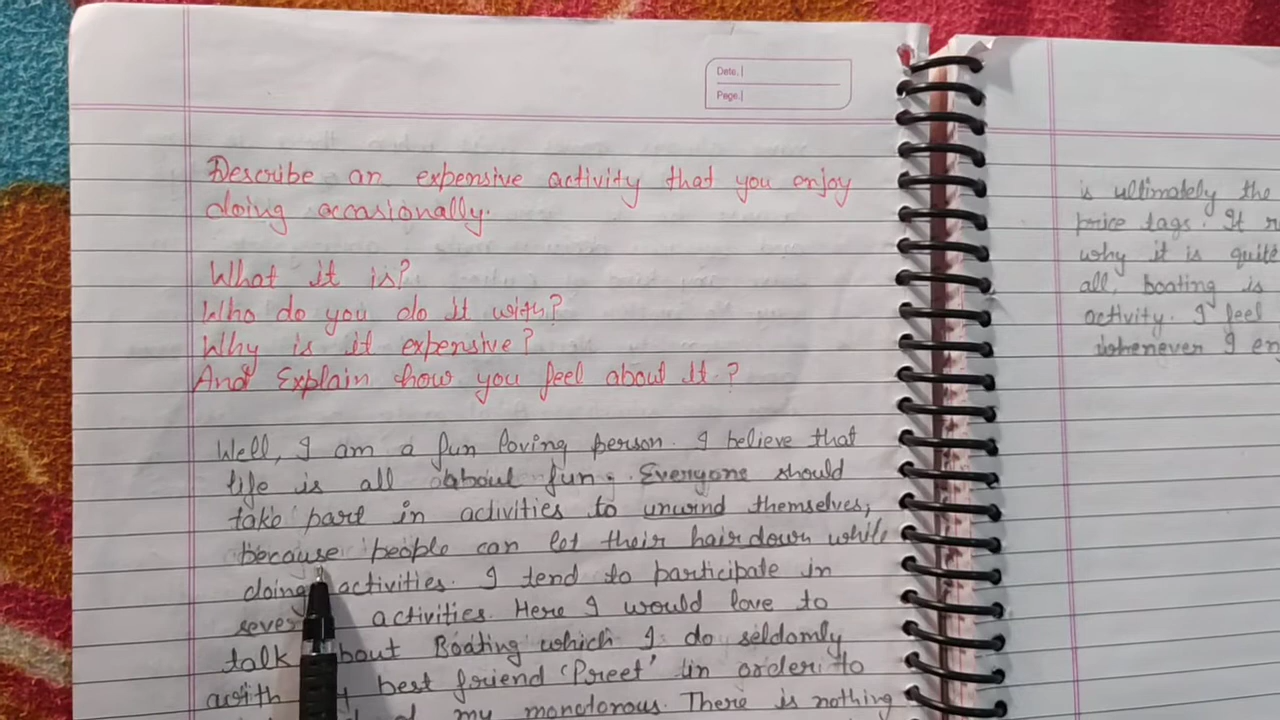 Date.
Page.
Describe an expensive activity that you enjoy
doing occasionally.
What it is?
Who do you do it with?
Why is it expensive?
And Explain how you feel about it.?
Well, I am a fun loving person. I believe that
life is all about fun. Everyone should
take part in activities to unwind themselves,
because people can let their hair down while
doing activities. I tend to participate in
activities. Here I would love to
talk about Boating which I do seldomly
with best friend 'Preet' in order to
my monotorous. There is nothing
is ultimately the
price tags. It
why it is quite
all, boating is
activity. I feel
whenever I en